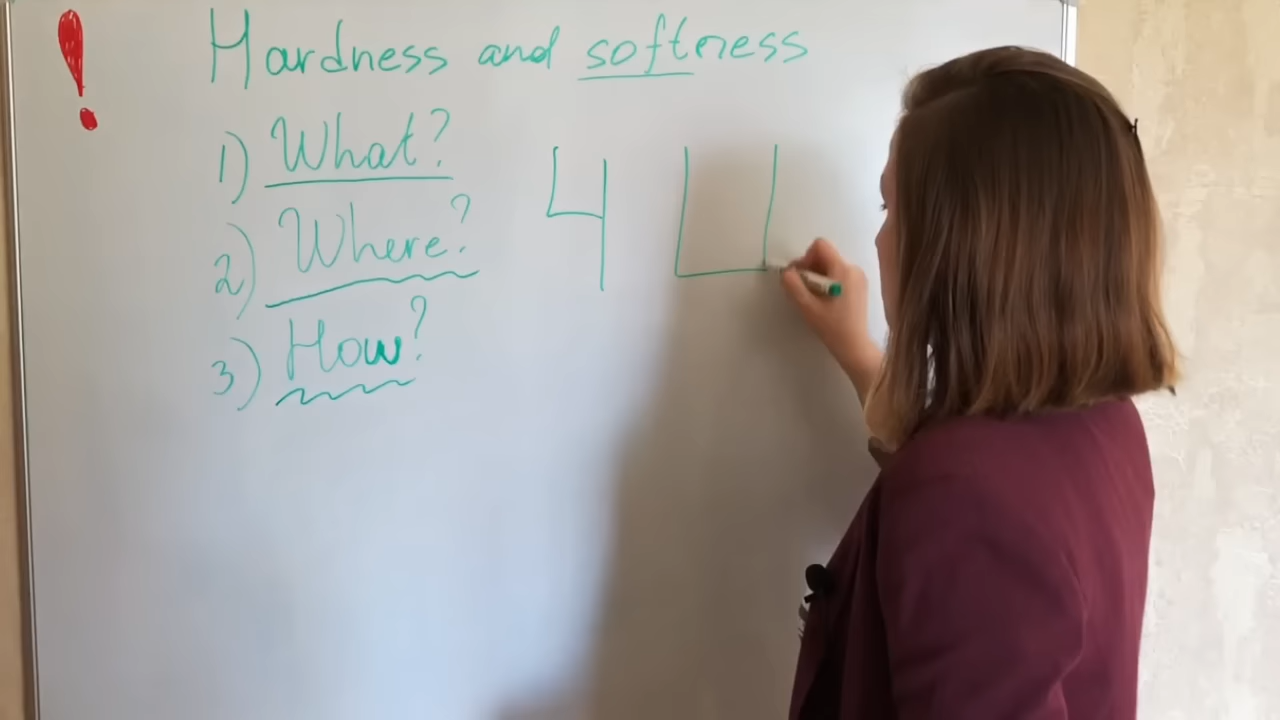 !
Hardness and softness
1) What?
2) Where?
3) How?
Ч Ц